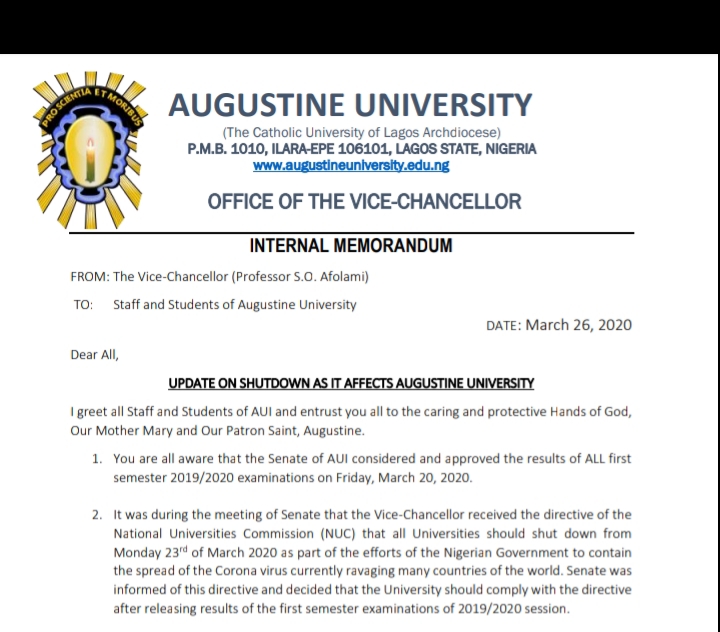 PRO SCIENTIA ET MORIBUS
AUGUSTINE UNIVERSITY
(The Catholic University of Lagos Archdiocese)
P.M.B. 1010, ILARA-EPE 106101, LAGOS STATE, NIGERIA
www.augustineuniversity.edu.ng
OFFICE OF THE VICE-CHANCELLOR
INTERNAL MEMORANDUM
FROM: The Vice-Chancellor (Professor S.O. Afolami)
TO: Staff and Students of Augustine University
DATE: March 26, 2020
Dear All,
UPDATE ON SHUTDOWN AS IT AFFECTS AUGUSTINE UNIVERSITY
I greet all Staff and Students of AUI and entrust you all to the caring and protective Hands of God,
Our Mother Mary and Our Patron Saint, Augustine.
1. You are all aware that the Senate of AUI considered and approved the results of ALL first
semester 2019/2020 examinations on Friday, March 20, 2020.
2. It was during the meeting of Senate that the Vice-Chancellor received the directive of the
National Universities Commission (NUC) that all Universities should shut down from
Monday 23rd of March 2020 as part of the efforts of the Nigerian Government to contain
the spread of the Corona virus currently ravaging many countries of the world. Senate was
informed of this directive and decided that the University should comply with the directive
after releasing results of the first semester examinations of 2019/2020 session.